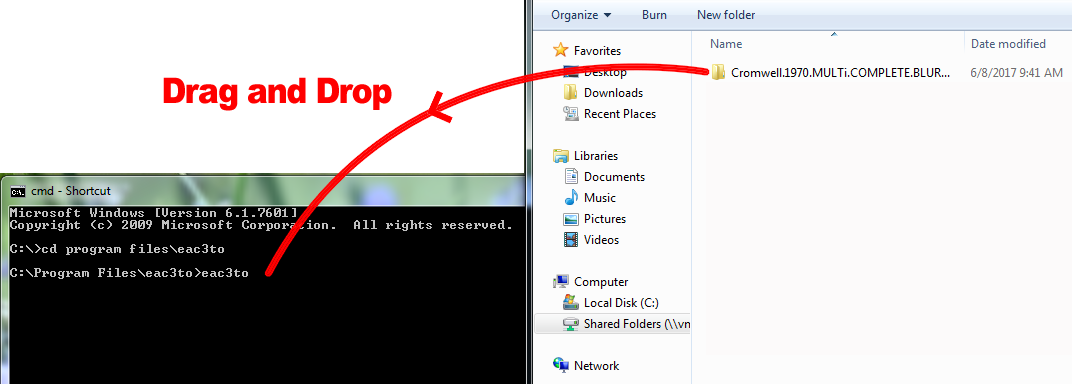 Drag and Drop
cmd - Shortcut
Microsoft Windows [Version 6.1.7601]
Copyright (c) 2009 Microsoft Corporation.  All rights reserved.
C:\>cd program files\eac3to
C:\Program Files\eac3to>eac3to
Organize
Burn
New folder
Name
Date modified
Favorites
Desktop
Downloads
Recent Places
Libraries
Documents
Music
Pictures
Videos
Computer
Local Disk (C:)
Shared Folders (\\vn
Network
Cromwell.1970.MULTi.COMPLETE.BLUR...
6/8/2017 9:41 AM